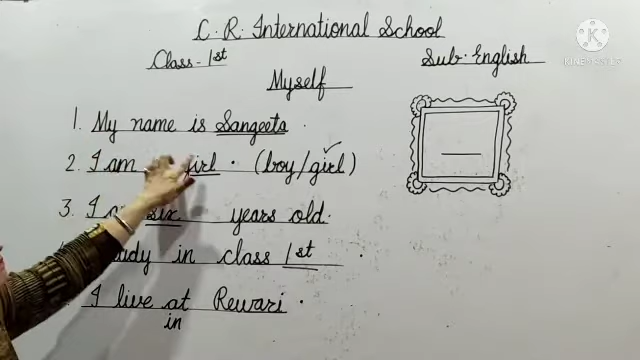 C. R. International School
Class - 1st
Sub. English
Myself
1. My name is Sangeeta .
2. I am girl . (boy/girl)
3. I six years old.
in class 1st .
I live at Rewari .
in